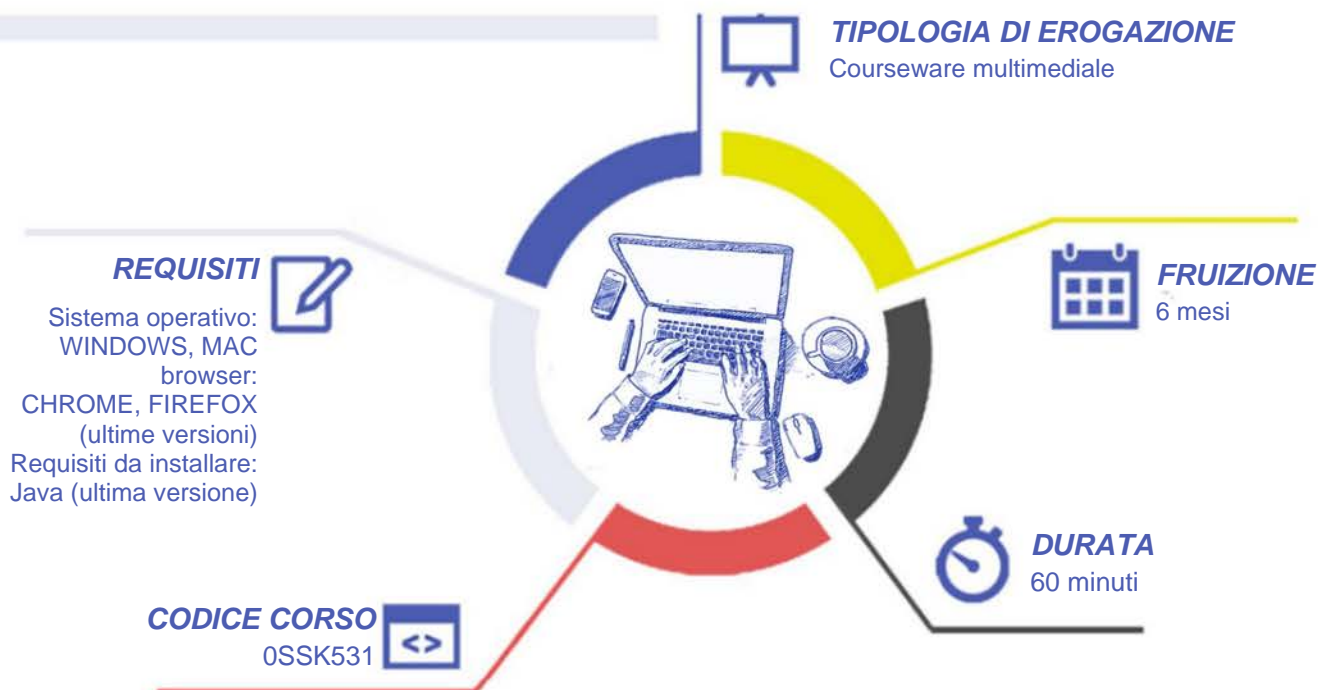 TIPOLOGIA DI EROGAZIONE
Courseware multimediale
REQUISITI
Sistema operativo:
WINDOWS, MAC
browser:
CHROME, FIREFOX
(ultime versioni)
Requisiti da installare:
Java (ultima versione)
FRUIZIONE
6 mesi
DURATA
60 minuti
CODICE CORSO
0SSK531